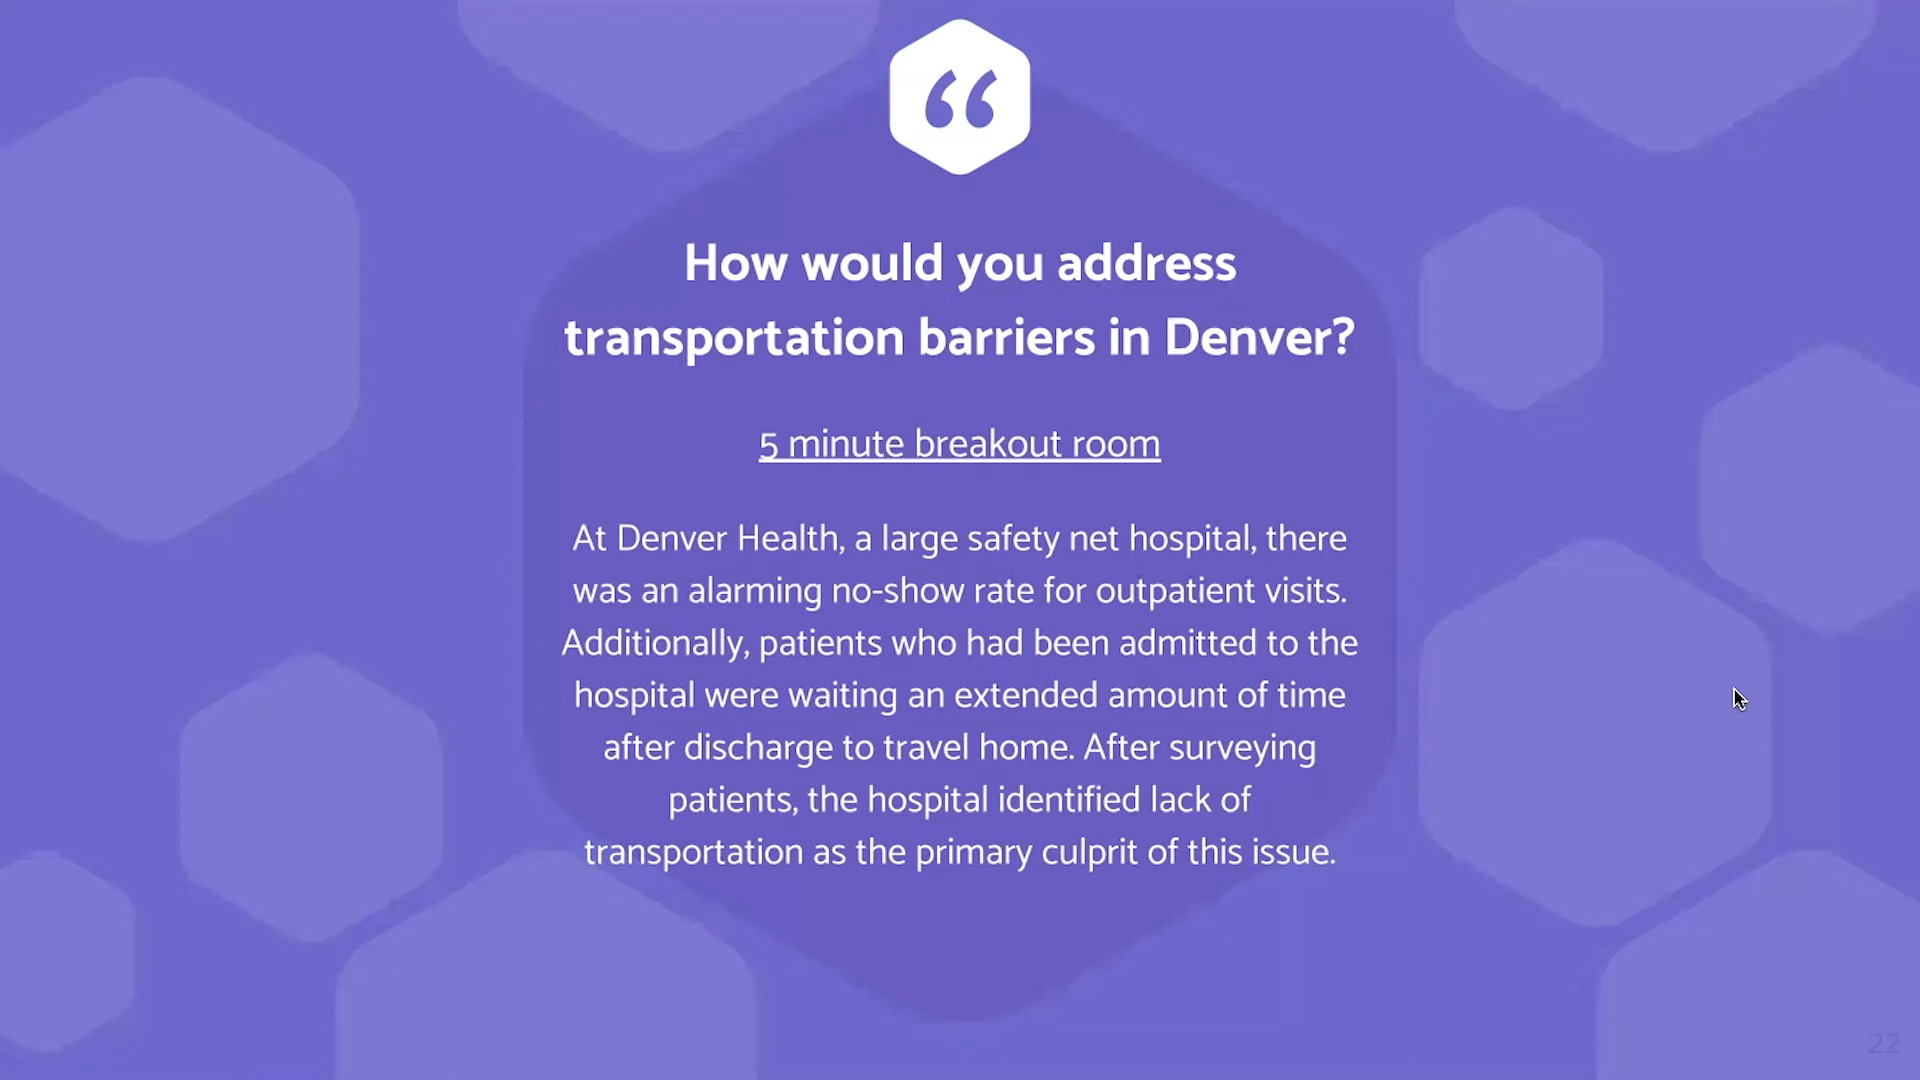 “
How would you address
transportation barriers in Denver?
5 minute breakout room
At Denver Health, a large safety net hospital, there
was an alarming no-show rate for outpatient visits.
Additionally, patients who had been admitted to the
hospital were waiting an extended amount of time
after discharge to travel home. After surveying
patients, the hospital identified lack of
transportation as the primary culprit of this issue.
22